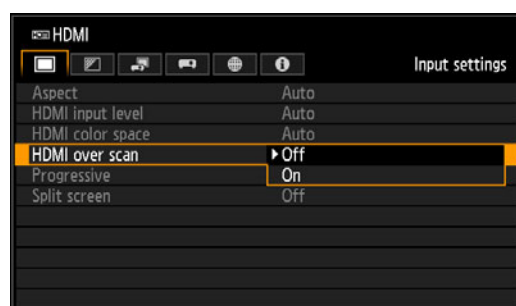 HDMI
Input settings
Aspect Auto
HDMI input level Auto
HDMI color space Auto
HDMI over scan Off
Progressive On
Split screen Off